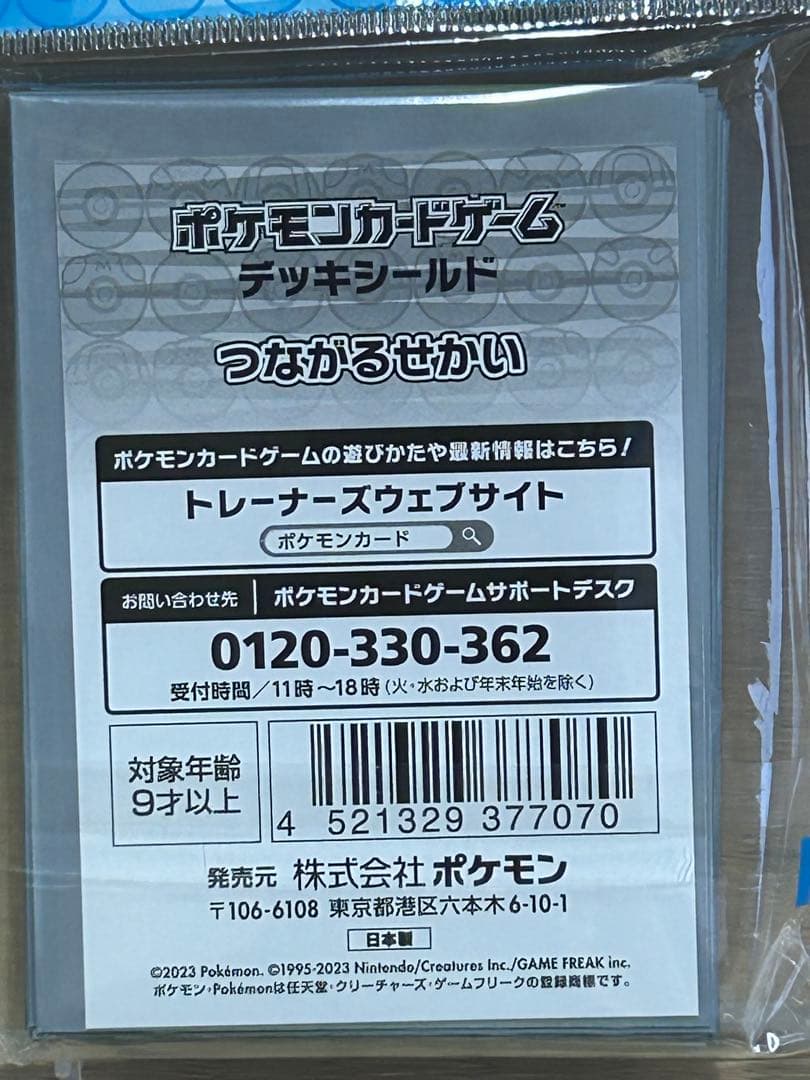 ポケモンカードゲーム
デッキシールド
つながるせかい
ポケモンカードゲームの遊びかたや最新情報はこちら！
トレーナーズウェブサイト
ポケモンカード
お問い合わせ先 ポケモンカードゲームサポートデスク
0120-330-362
受付時間／11時〜18時（火・水および年末年始を除く）
対象年齢
9才以上
4 521329 377070
発売元 株式会社ポケモン
〒106-6108 東京都港区六本木6-10-1
日本製
©2023 Pokémon. ©1995-2023 Nintendo/Creatures Inc./GAME FREAK inc.
ポケモン・Pokémonは任天堂・クリーチャーズ・ゲームフリークの登録商標です。